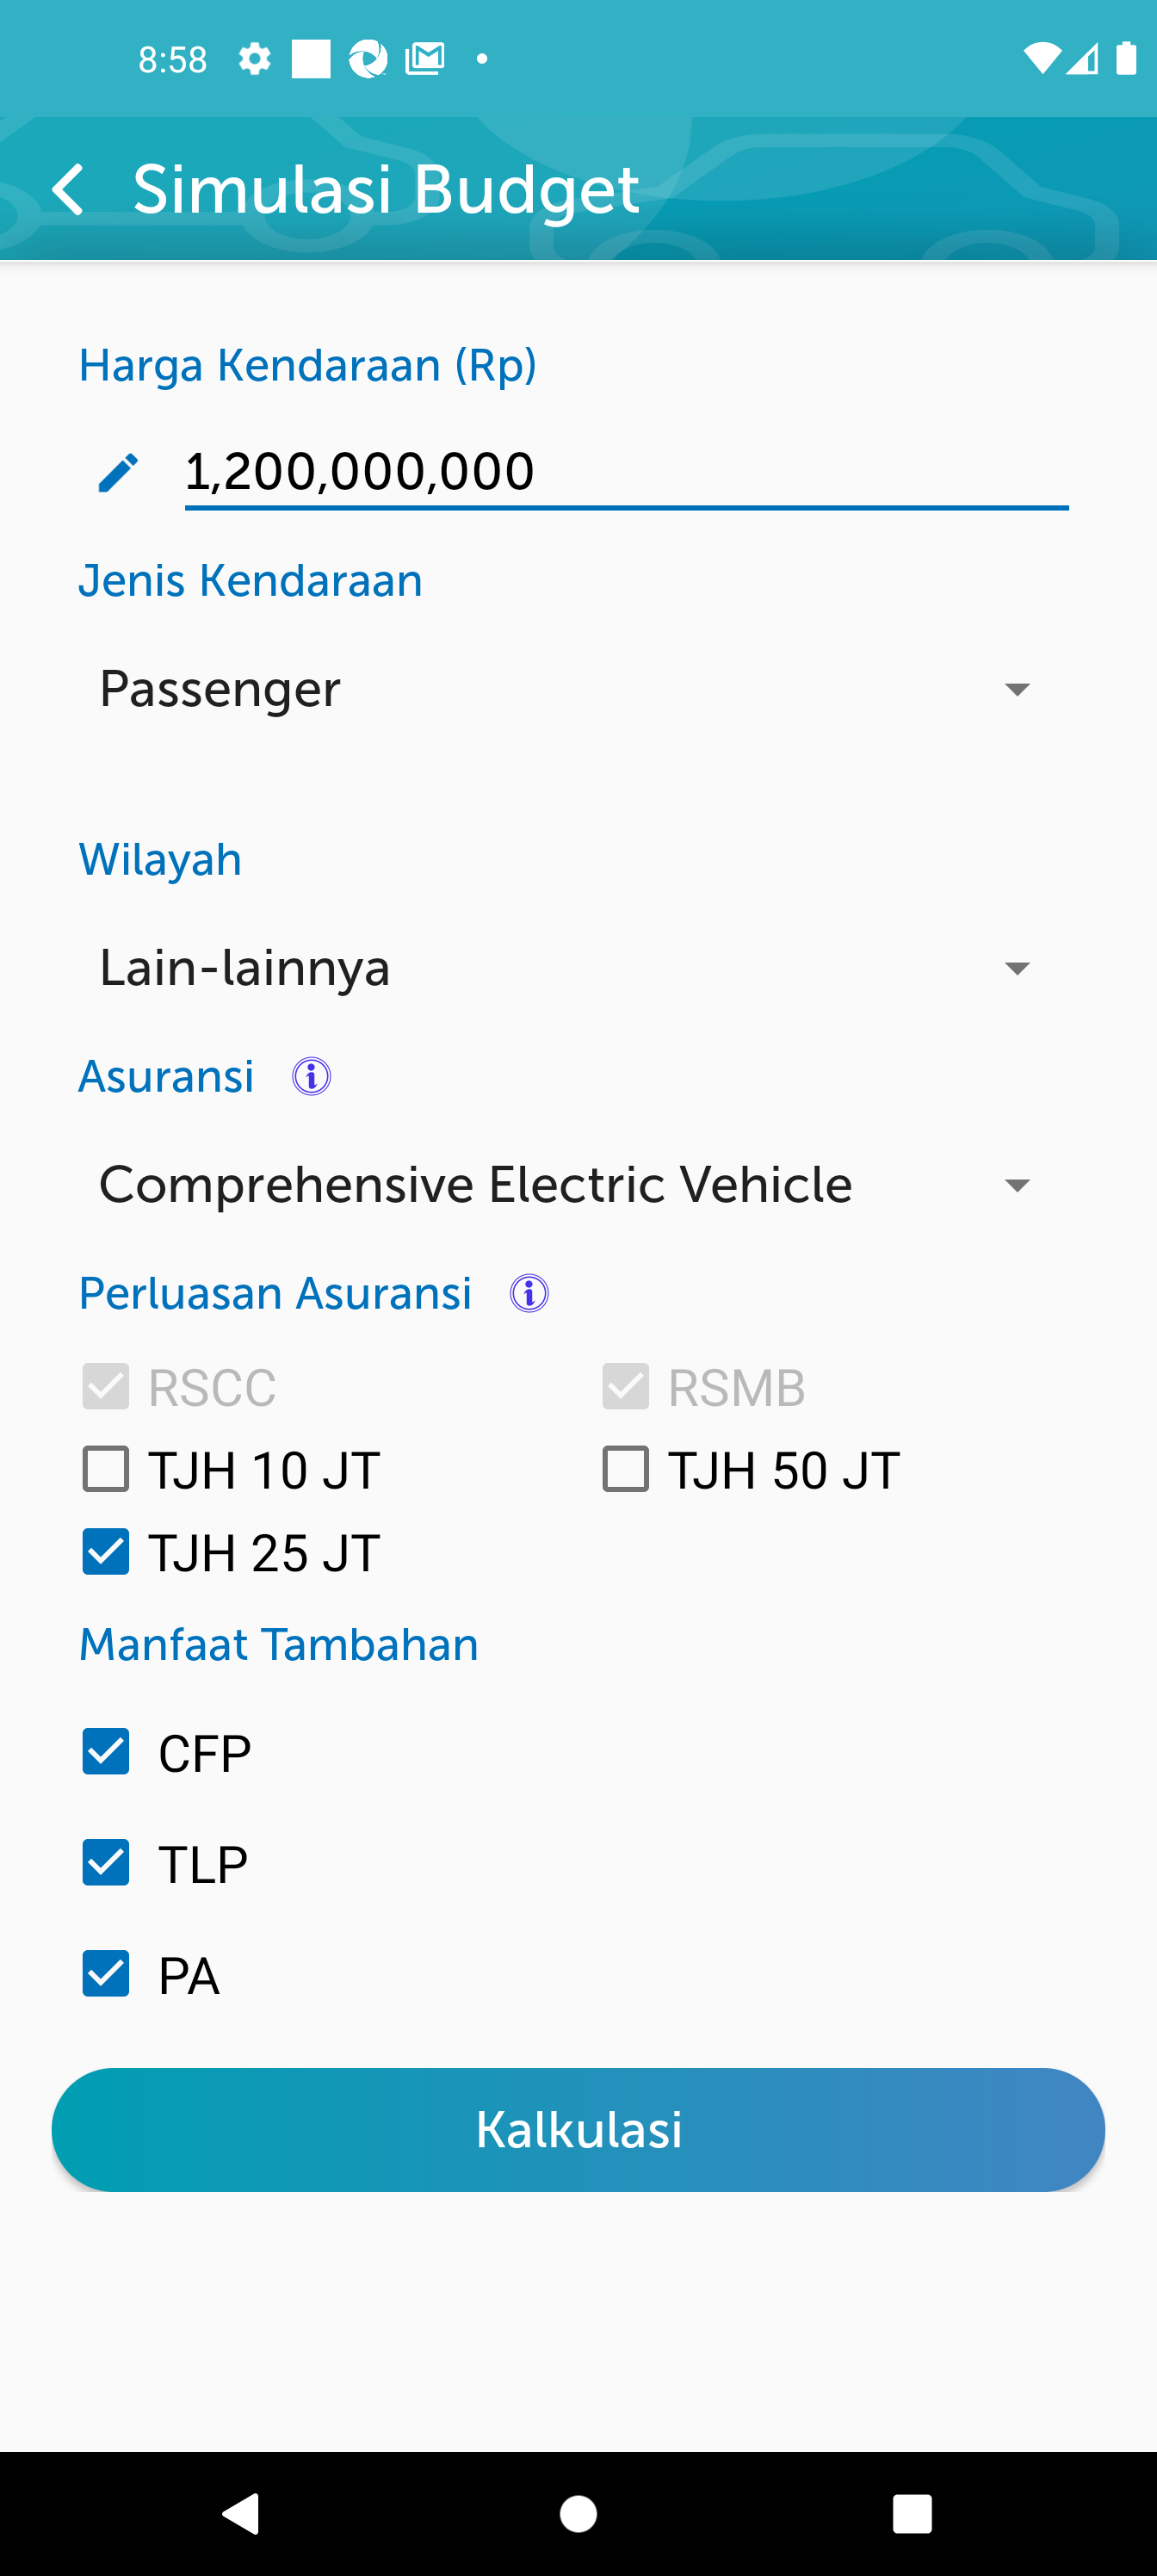 8:58
Simulasi Budget
Harga Kendaraan (Rp)
1,200,000,000
Jenis Kendaraan
Passenger
Wilayah
Lain-lainnya
Asuransi
Comprehensive Electric Vehicle
Perluasan Asuransi
RSCC RSMB
TJH 10 JT TJH 50 JT
TJH 25 JT
Manfaat Tambahan
CFP
TLP
PA
Kalkulasi